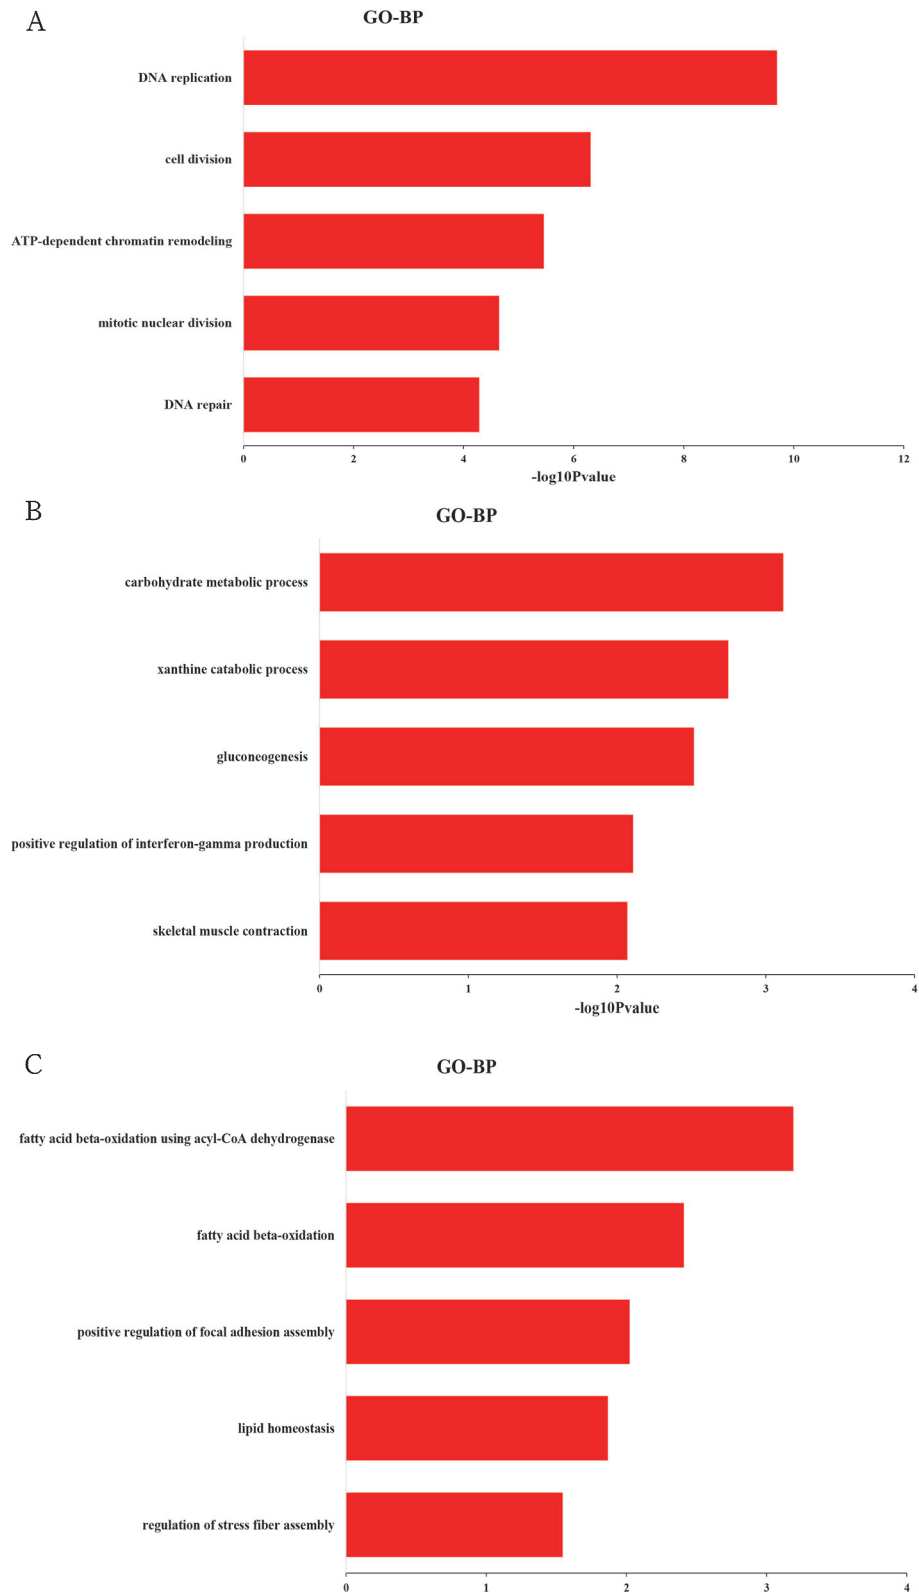 A
GO-BP
DNA replication
cell division
ATP-dependent chromatin remodeling
mitotic nuclear division
DNA repair
0 2 4 6 8 10 12
-log10Pvalue
B
GO-BP
carbohydrate metabolic process
xanthine catabolic process
gluconeogenesis
positive regulation of interferon-gamma production
skeletal muscle contraction
0 1 2 3 4
-log10Pvalue
C
GO-BP
fatty acid beta-oxidation using acyl-CoA dehydrogenase
fatty acid beta-oxidation
positive regulation of focal adhesion assembly
lipid homeostasis
regulation of stress fiber assembly
0 1 2 3 4